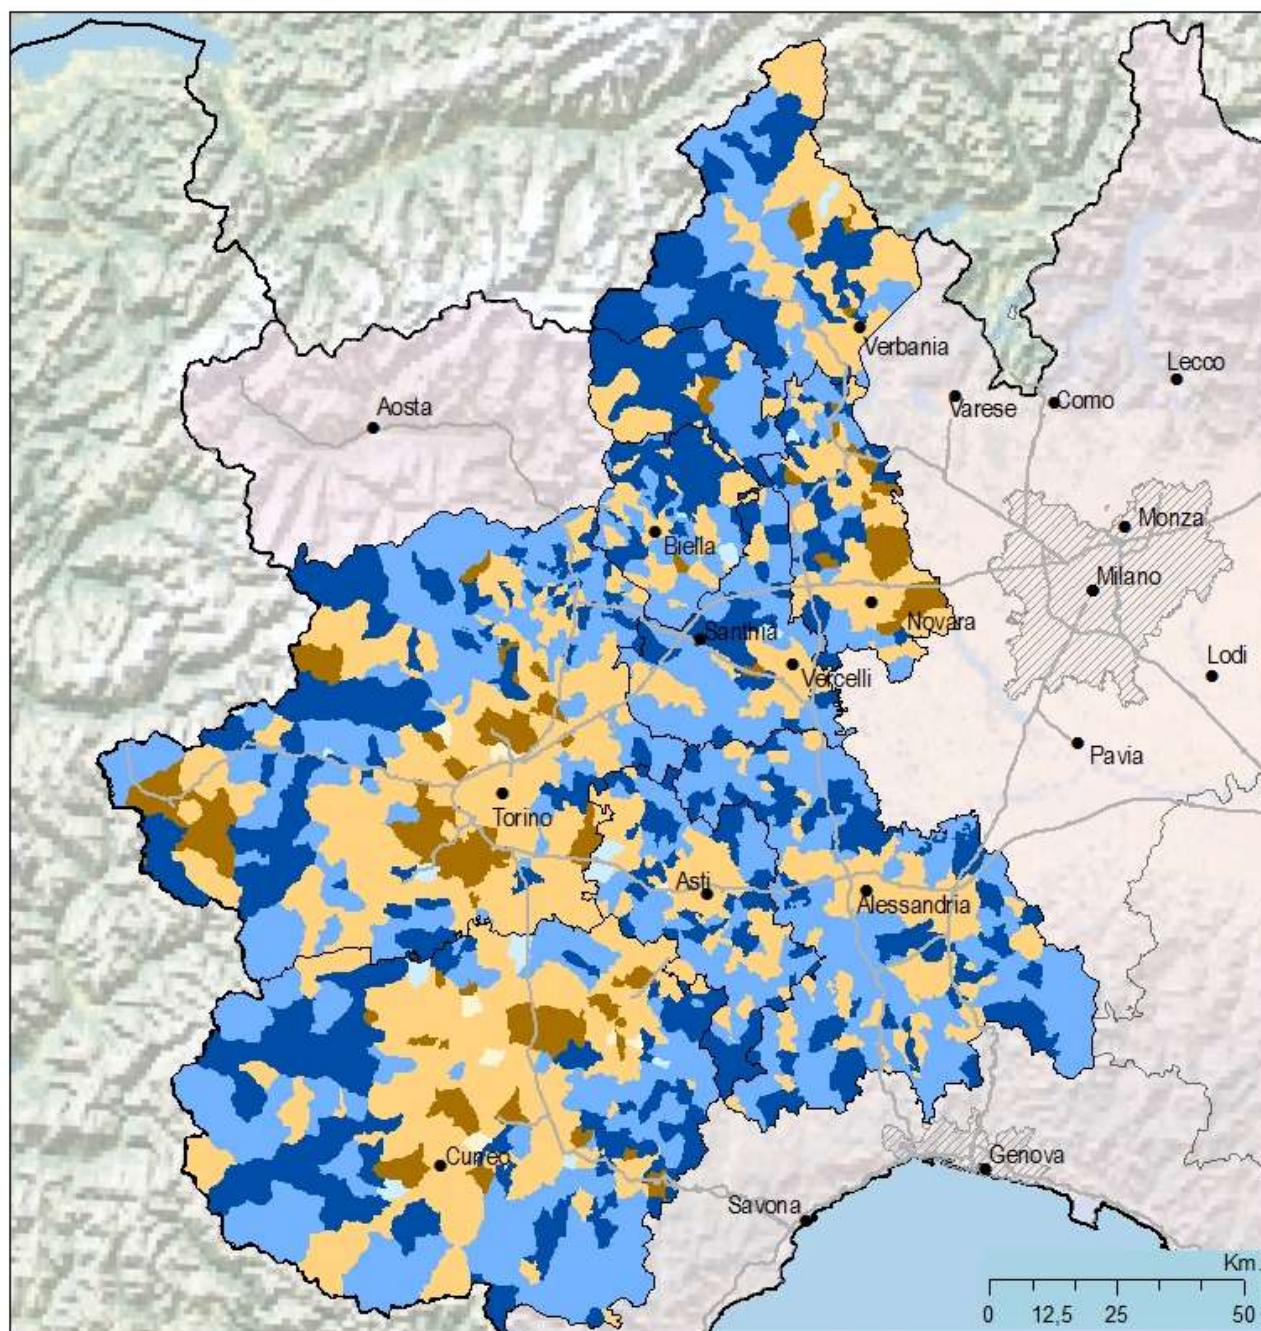 Verbania
Lecco
Varese
Como
Aosta
Monza
Biella
Milano
Novara
Santhià
Lodi
Vercelli
Pavia
Torino
Asti
Alessandria
Cuneo
Genova
Savona
Km.
0 12,5 25 50